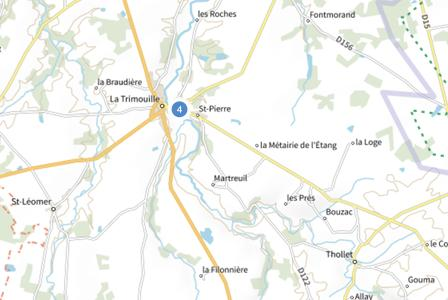 les Roches
Fontmorand
D15
D156
la Braudière
La Trimouille
4
St-Pierre
la Métairie de l'Étang
la Loge
Martreuil
les Prés
St-Léomer
Bouzac
Thollet
le Co
la Filonnière
D122
Gouma
Allay